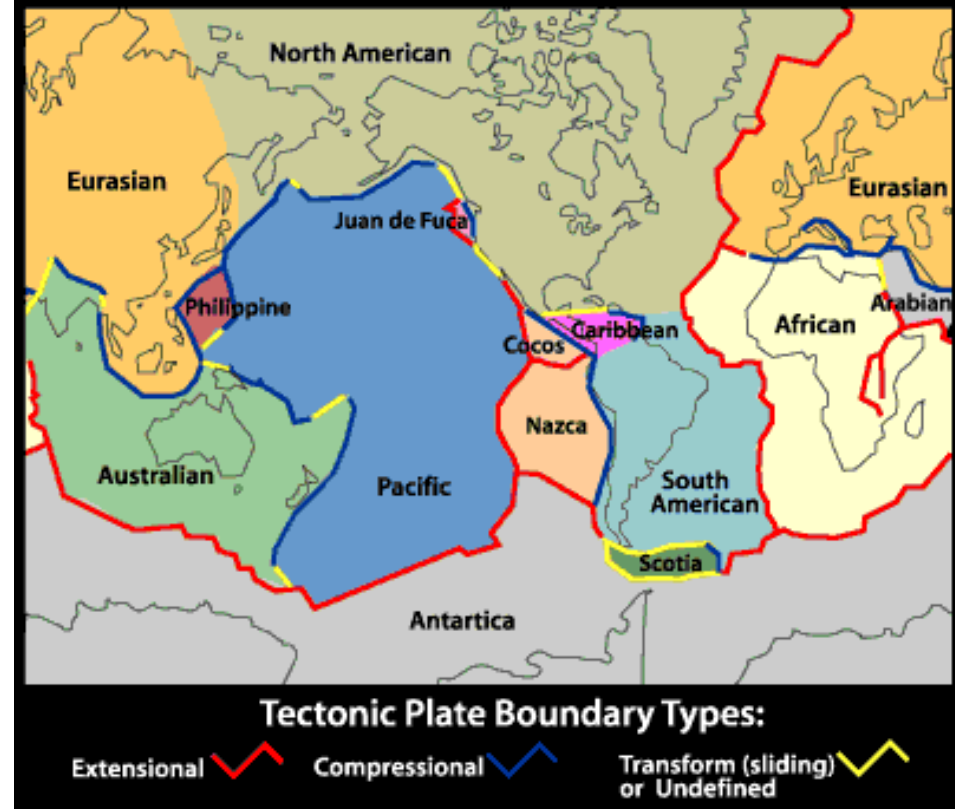 North American
Eurasian
Eurasian
Juan de Fuca
Philippine
Arabian
African
Caribbean
Cocos
Nazca
Australian
Pacific
South
American
Scotia
Antartica
Tectonic Plate Boundary Types:
Extensional
Compressional
Transform (sliding)
or Undefined